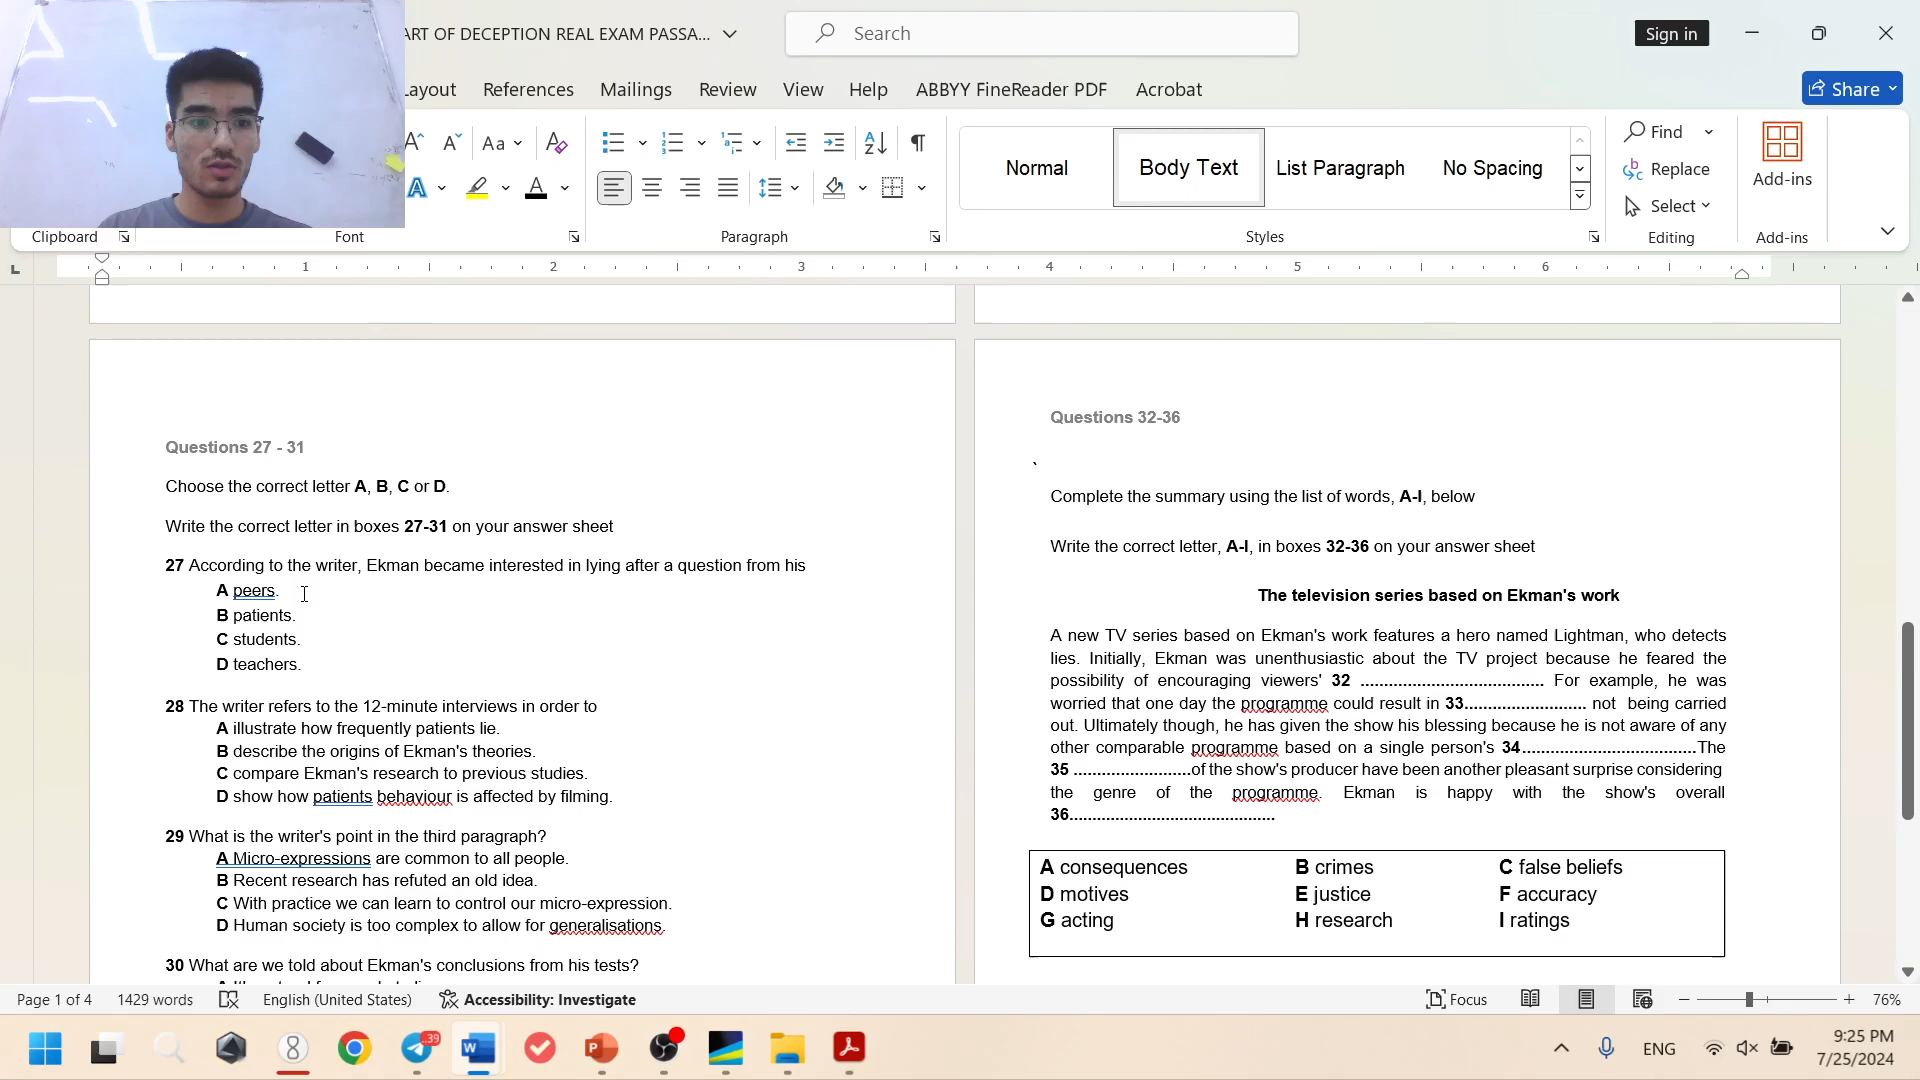 ART OF DECEPTION REAL EXAM PASSA...
Search
Sign in
Layout
References
Mailings
Review
View
Help
ABBYY FineReader PDF
Acrobat
Share
Aa
Normal
Body Text
List Paragraph
No Spacing
Find
Replace
Select
Add-ins
Clipboard
Font
Paragraph
Styles
Editing
Add-ins
1 2 3 4 5 6
Questions 27 - 31
Choose the correct letter A, B, C or D.
Write the correct letter in boxes 27-31 on your answer sheet
27 According to the writer, Ekman became interested in lying after a question from his
A peers.
B patients.
C students.
D teachers.
28 The writer refers to the 12-minute interviews in order to
A illustrate how frequently patients lie.
B describe the origins of Ekman's theories.
C compare Ekman's research to previous studies.
D show how patients behaviour is affected by filming.
29 What is the writer's point in the third paragraph?
A Micro-expressions are common to all people.
B Recent research has refuted an old idea.
C With practice we can learn to control our micro-expression.
D Human society is too complex to allow for generalisations.
30 What are we told about Ekman's conclusions from his tests?
Questions 32-36
`
Complete the summary using the list of words, A-I, below
Write the correct letter, A-I, in boxes 32-36 on your answer sheet
The television series based on Ekman's work
A new TV series based on Ekman's work features a hero named Lightman, who detects
lies. Initially, Ekman was unenthusiastic about the TV project because he feared the
possibility of encouraging viewers' 32 ....................................... For example, he was
worried that one day the programme could result in 33.......................... not being carried
out. Ultimately though, he has given the show his blessing because he is not aware of any
other comparable programme based on a single person's 34.....................................The
35 .........................of the show's producer have been another pleasant surprise considering
the genre of the programme. Ekman is happy with the show's overall
36............................................
A consequences B crimes C false beliefs
D motives E justice F accuracy
G acting H research I ratings
Page 1 of 4
1429 words
English (United States)
Accessibility: Investigate
Focus
76%
39
ENG
9:25 PM
7/25/2024